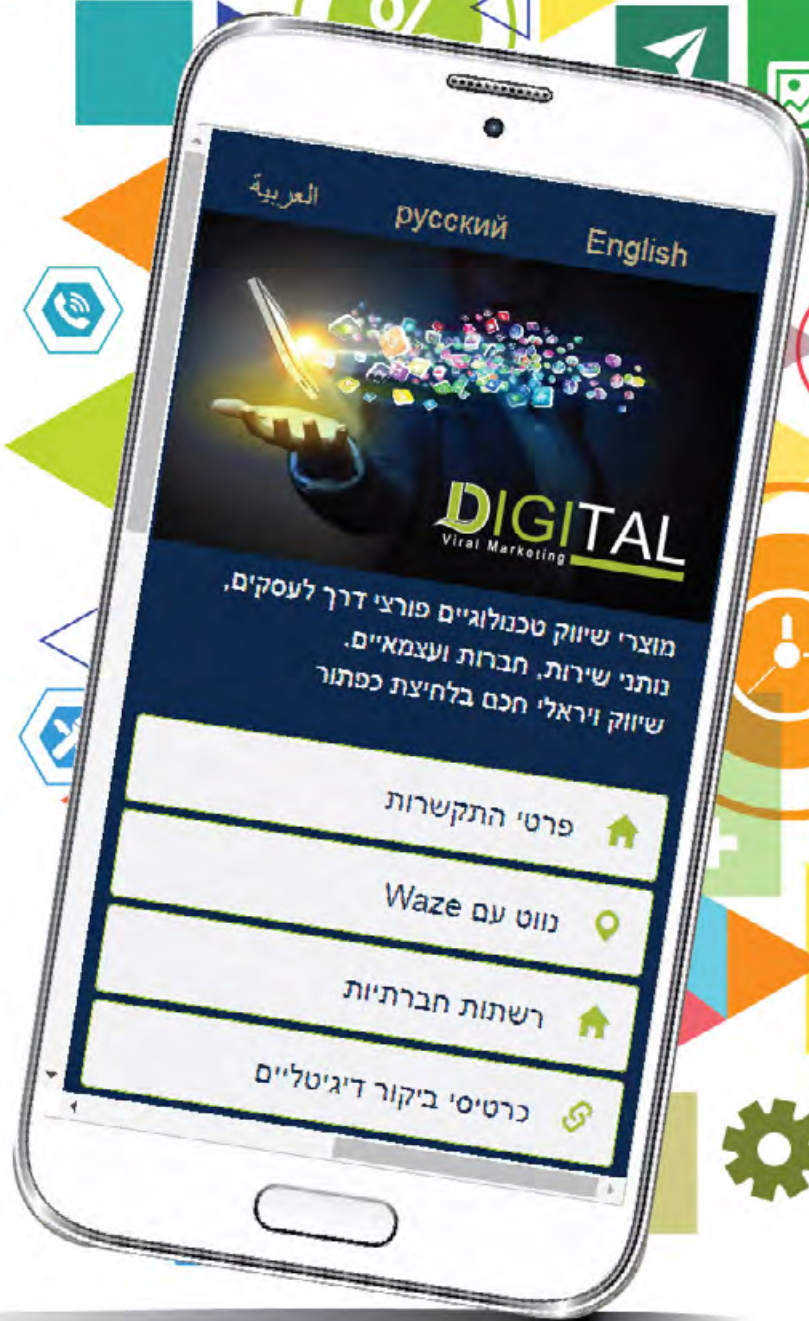 %
English русский العربية
DIGITAL
Viral Marketing
מוצרי שיווק טכנולוגיים פורצי דרך לעסקים,
נותני שירות, חברות ועצמאיים.
שיווק ויראלי חכם בלחיצת כפתור
פרטי התקשרות
נווט עם Waze
רשתות חברתיות
כרטיסי ביקור דיגיטליים